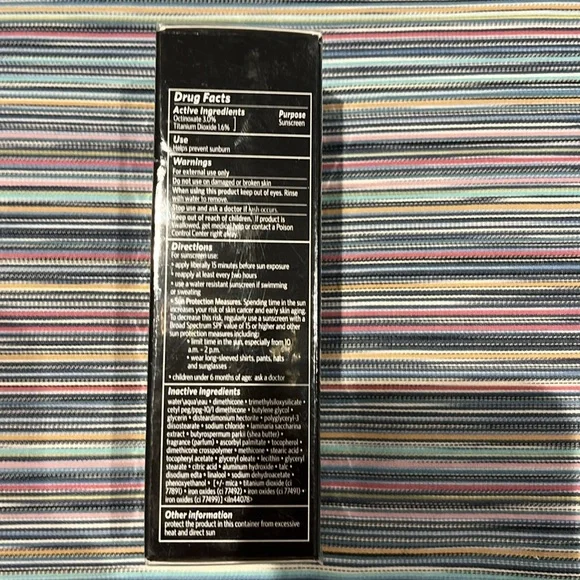 Drug Facts
Active Ingredients Purpose
Octinoxate 3.0% Sunscreen
Titanium Dioxide 1.6%
Use
Helps prevent sunburn
Warnings
For external use only
Do not use on damaged or broken skin
When using this product keep out of eyes. Rinse
with water to remove.
Stop use and ask a doctor if rash occurs.
Keep out of reach of children. If product is
swallowed, get medical help or contact a Poison
Control Center right away.
Directions
For sunscreen use:
• apply liberally 15 minutes before sun exposure
• reapply at least every two hours
• use a water resistant sunscreen if swimming
or sweating
• Sun Protection Measures. Spending time in the sun
increases your risk of skin cancer and early skin aging.
To decrease this risk, regularly use a sunscreen with a
Broad Spectrum SPF value of 15 or higher and other
sun protection measures including:
• limit time in the sun, especially from 10
a.m. - 2 p.m.
• wear long-sleeved shirts, pants, hats
and sunglasses
• children under 6 months of age: ask a doctor
Inactive Ingredients
water\aqua\eau • dimethicone • trimethylsiloxysilicate •
cetyl peg/ppg-10/1 dimethicone • butylene glycol •
glycerin • disteardimonium hectorite • polyglyceryl-3
diisostearate • sodium chloride • laminaria saccharina
extract • butyrospermum parkii (shea butter) •
fragrance (parfum) • ascorbyl palmitate • tocopherol •
dimethicone crosspolymer • methicone • stearic acid •
tocopheryl acetate • glyceryl oleate • lecithin • glyceryl
stearate • citric acid • aluminum hydroxide • talc •
disodium edta • linalool • sodium dehydroacetate •
phenoxyethanol • [+/- mica • titanium dioxide (ci
77891) • iron oxides (ci 77492) • iron oxides (ci 77491) •
iron oxides (ci 77499)] <iln44078>
Other information
protect the product in this container from excessive
heat and direct sun